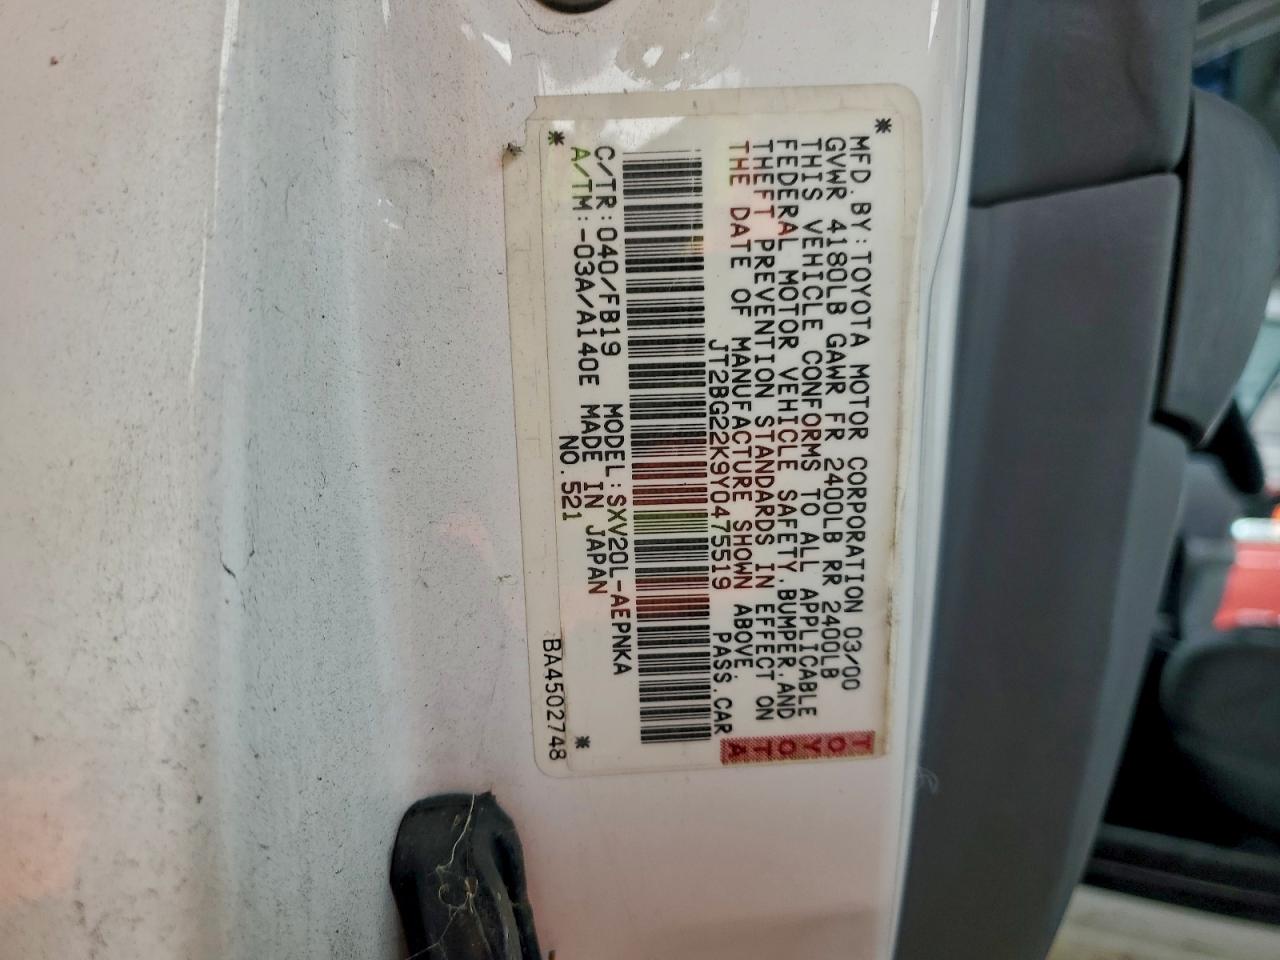 MFD.BY:TOYOTA MOTOR CORPORATION 03/00
GVWR 4180LB GAWR FR 2400LB RR 2400LB
THIS VEHICLE CONFORMS TO ALL APPLICABLE
FEDERAL MOTOR VEHICLE SAFETY,BUMPER,AND
THEFT PREVENTION STANDARDS IN EFFECT ON
THE DATE OF MANUFACTURE SHOWN ABOVE.
JT2BG22K9Y0475519 PASS.CAR
C/TR:040/FB19 MODEL:SXV20L-AEPNKA
A/TM:-03A/A140E MADE IN JAPAN
NO.521
BA4502748
TOYOTA